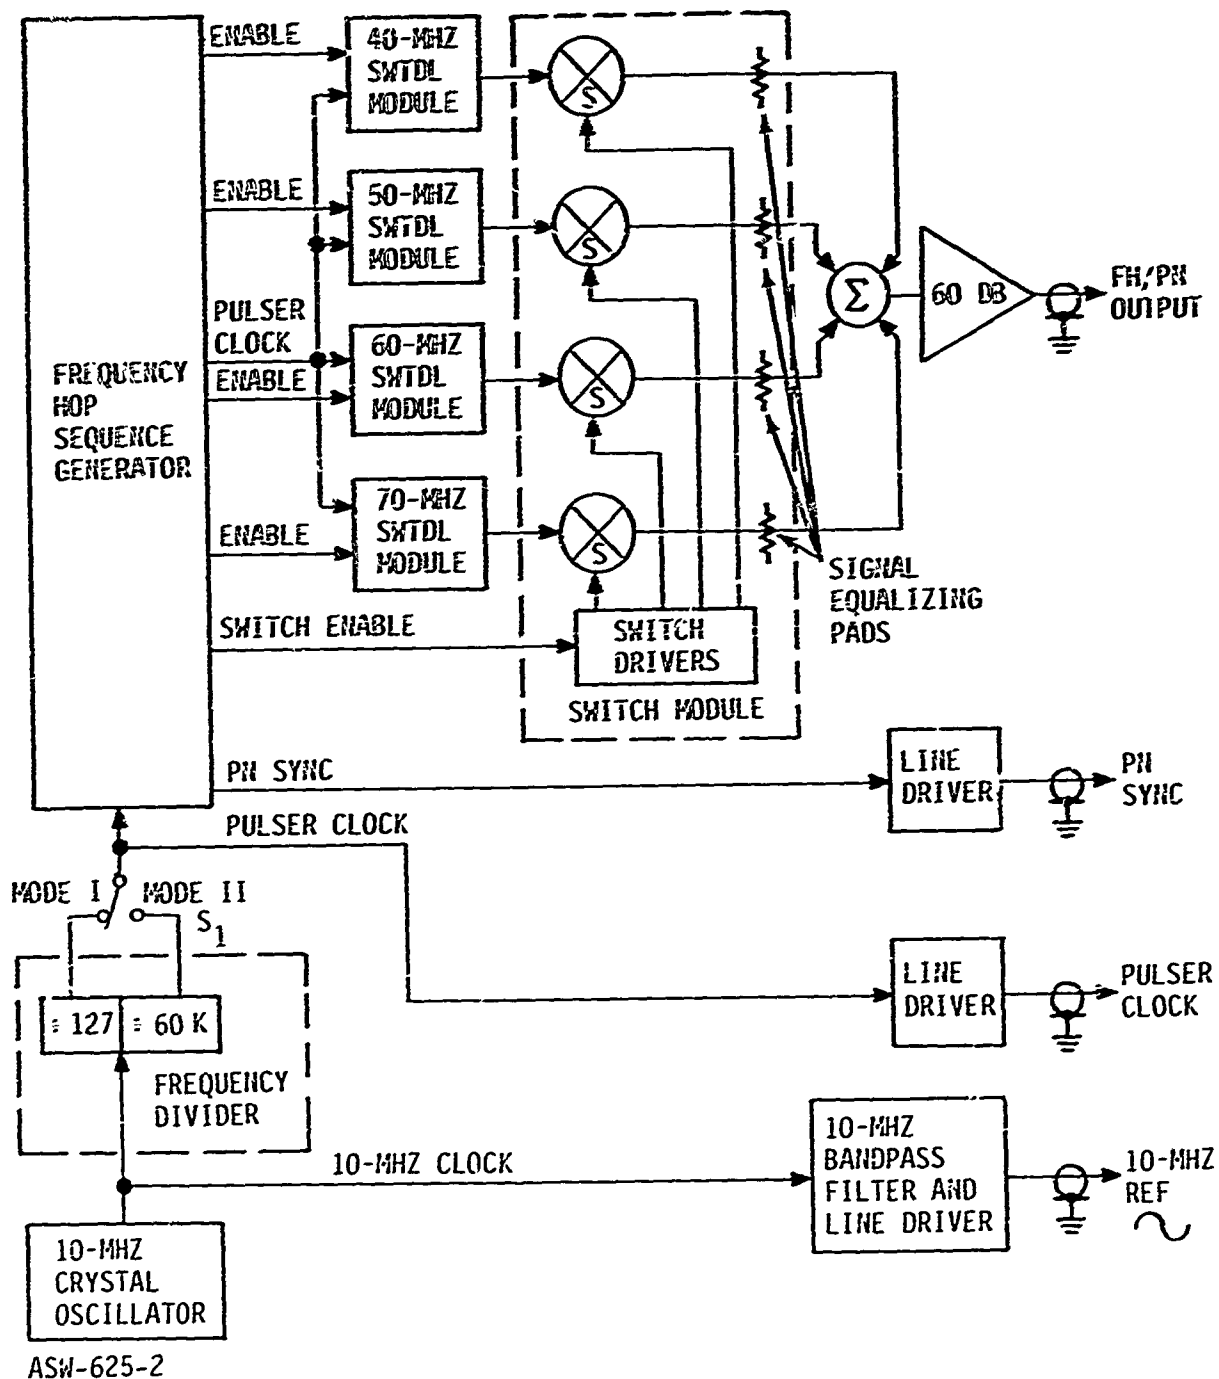 ENABLE
40-MHZ
SWTDL
MODULE
S
ENABLE
50-MHZ
SWTDL
MODULE
S
PULSER
CLOCK
ENABLE
60-MHZ
SWTDL
MODULE
S
Σ
60 DB
FH/PN
OUTPUT
FREQUENCY
HOP
SEQUENCE
GENERATOR
ENABLE
70-MHZ
SWTDL
MODULE
S
SIGNAL
EQUALIZING
PADS
SWITCH ENABLE
SWITCH
DRIVERS
SWITCH MODULE
PN SYNC
LINE
DRIVER
PN
SYNC
PULSER CLOCK
MODE I
MODE II
S1
÷ 127
÷ 60 K
FREQUENCY
DIVIDER
LINE
DRIVER
PULSER
CLOCK
10-MHZ CLOCK
10-MHZ
BANDPASS
FILTER AND
LINE DRIVER
10-MHZ
REF
10-MHZ
CRYSTAL
OSCILLATOR
ASW-625-2